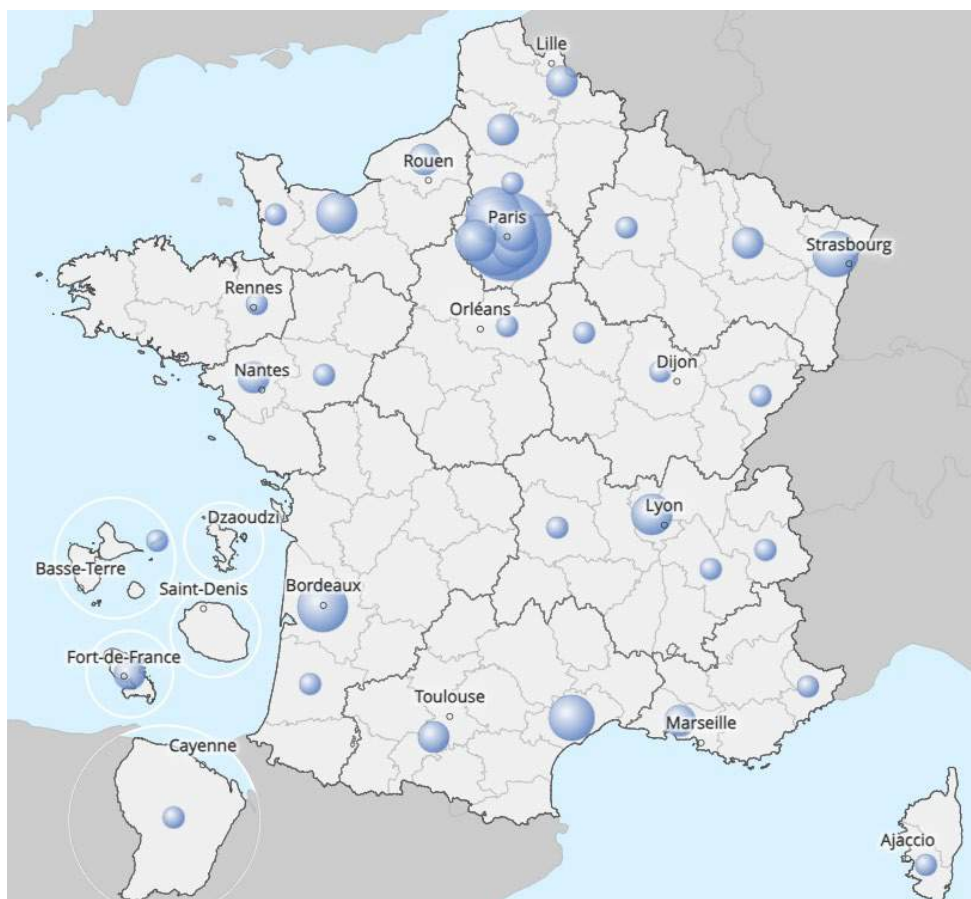 Lille
Rouen
Paris
Strasbourg
Rennes
Orléans
Nantes
Dijon
Lyon
Dzaoudzi
Basse-Terre
Saint-Denis
Bordeaux
Fort-de-France
Toulouse
Marseille
Cayenne
Ajaccio